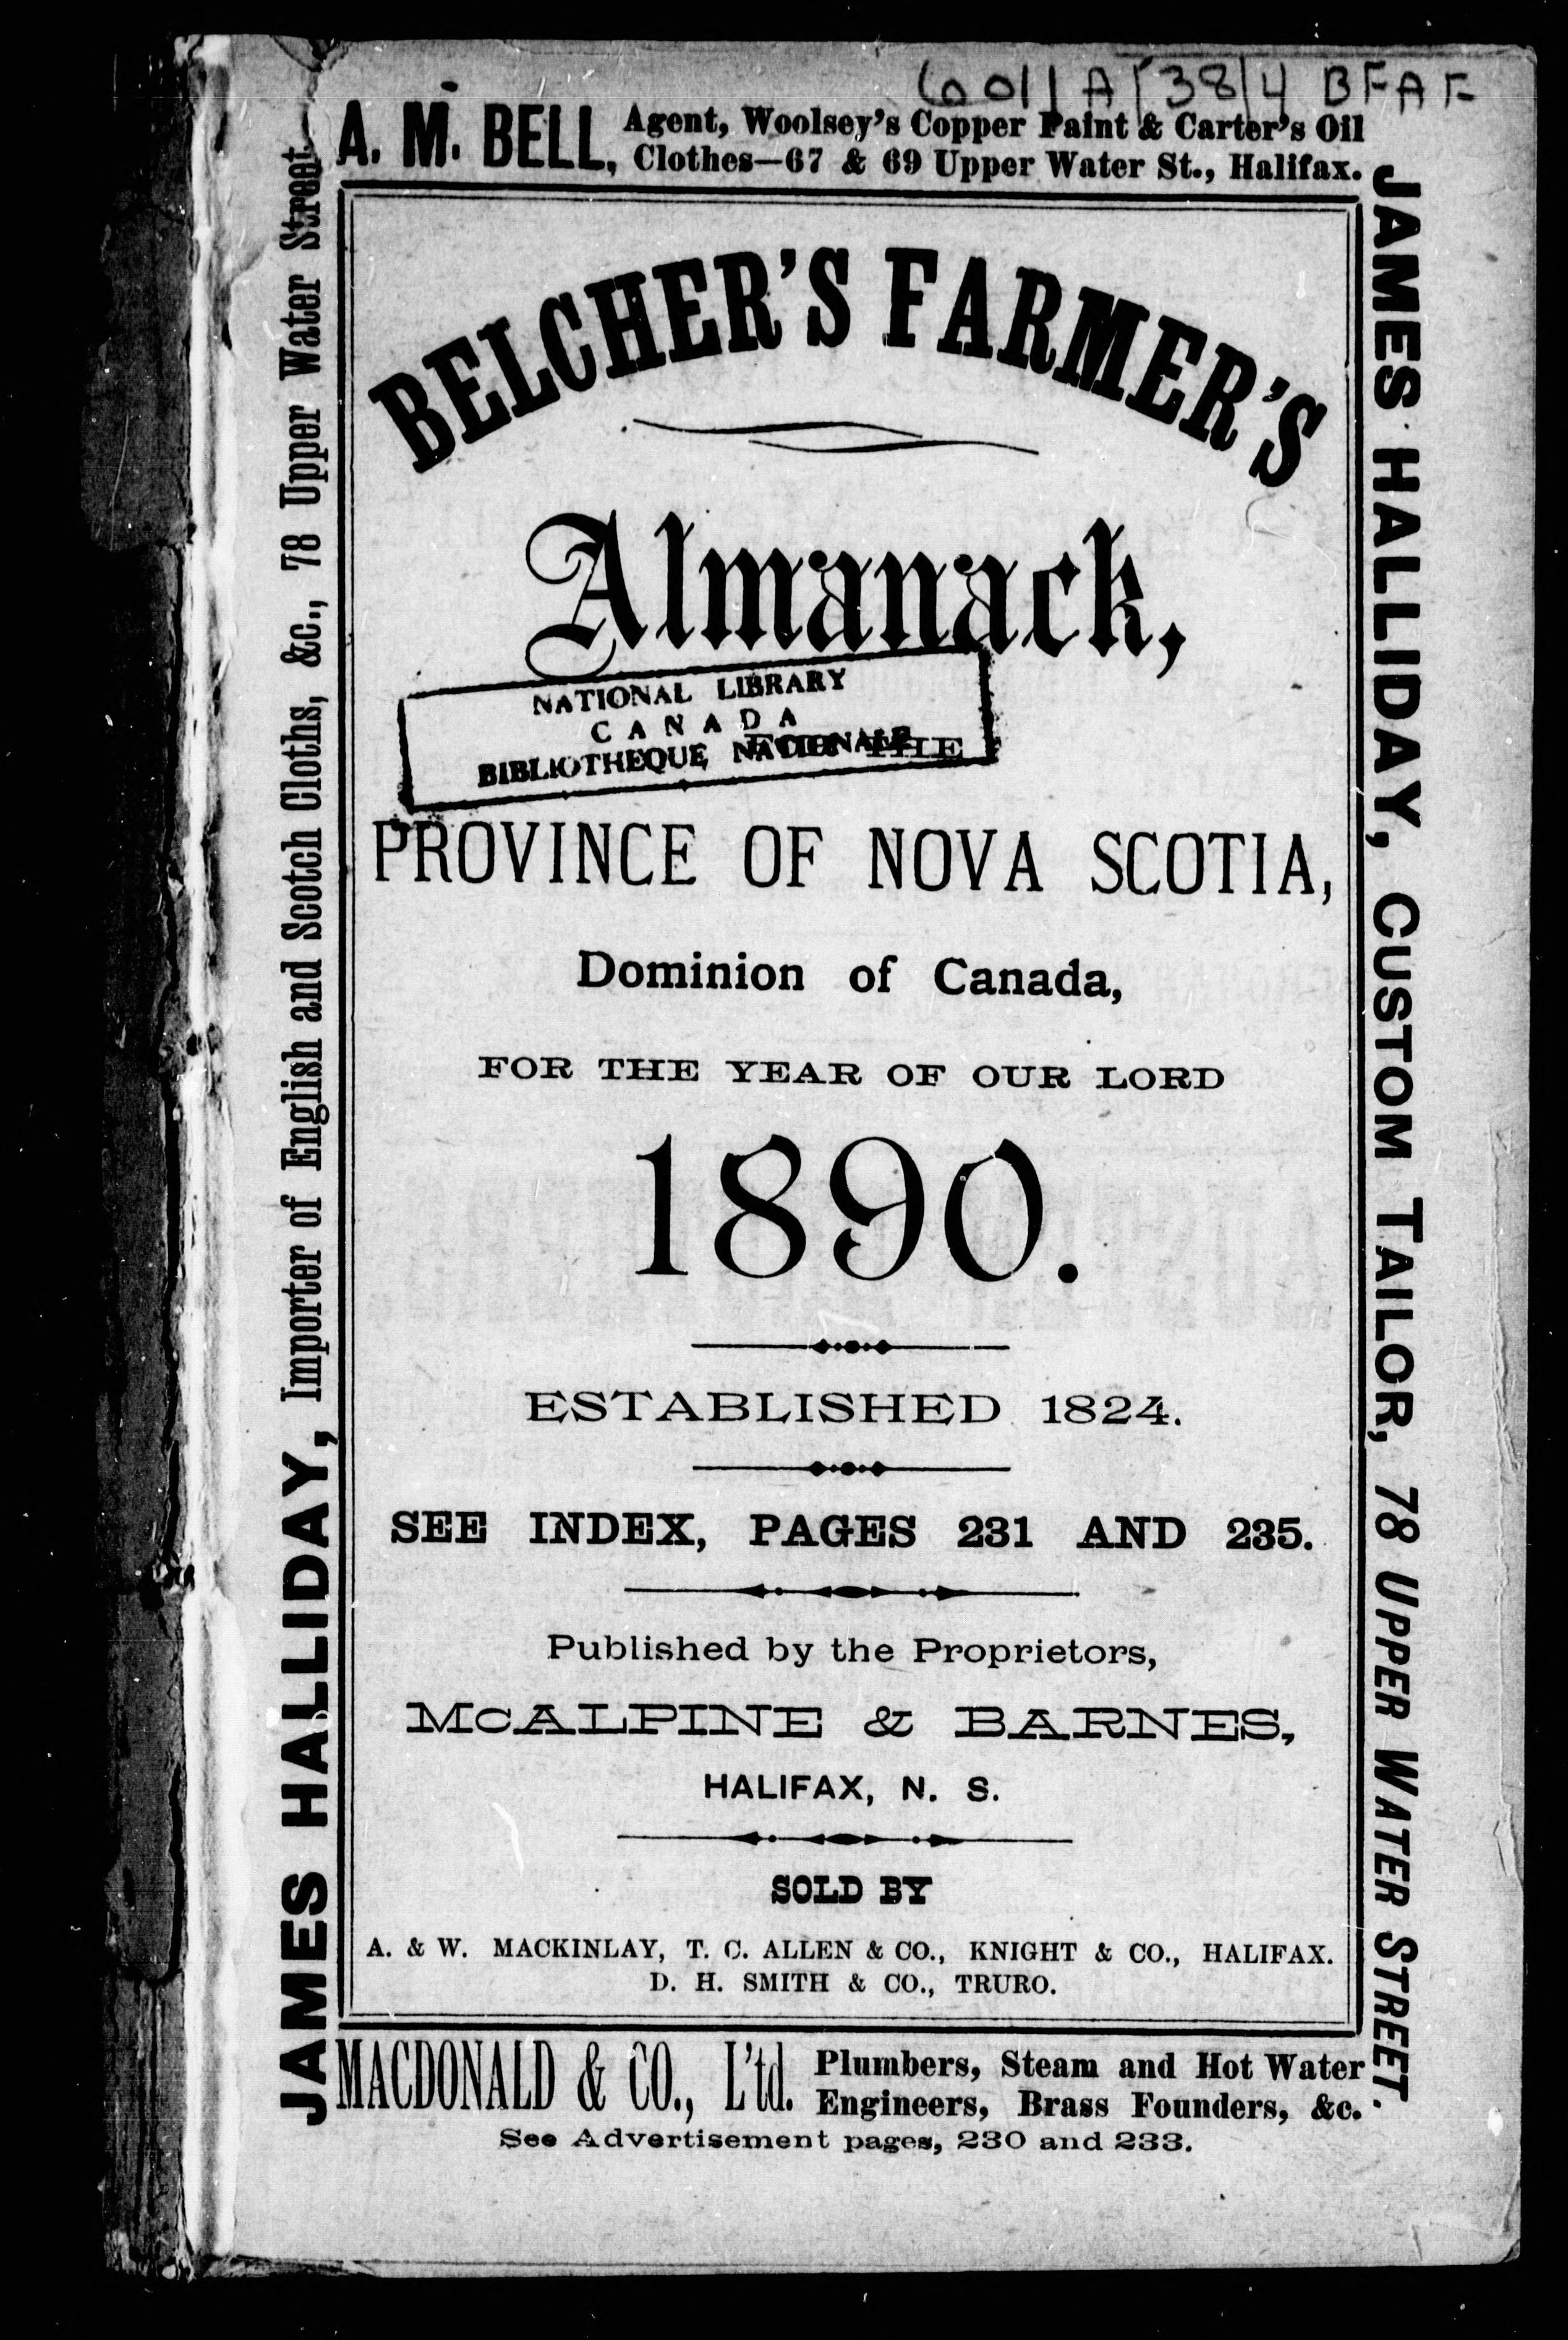 6011 A 38/4 BFAF
A. M. BELL, Agent, Woolsey's Copper Paint & Carter's Oil
Clothes—67 & 69 Upper Water St., Halifax.
JAMES HALLIDAY, Importer of English and Scotch Cloths, &c., 78 Upper Water Street
BELCHER'S FARMER'S
Almanack,
NATIONAL LIBRARY
CANADA
BIBLIOTHEQUE NATIONALE
FOR THE
PROVINCE OF NOVA SCOTIA,
Dominion of Canada,
FOR THE YEAR OF OUR LORD
1890.
ESTABLISHED 1824.
SEE INDEX, PAGES 231 AND 235.
Published by the Proprietors,
McALPINE & BARNES,
HALIFAX, N. S.
SOLD BY
A. & W. MACKINLAY, T. C. ALLEN & CO., KNIGHT & CO., HALIFAX.
D. H. SMITH & CO., TRURO.
JAMES HALLIDAY, CUSTOM TAILOR, 78 UPPER WATER STREET.
MACDONALD & CO., L'td. Plumbers, Steam and Hot Water
Engineers, Brass Founders, &c.
See Advertisement pages, 230 and 233.